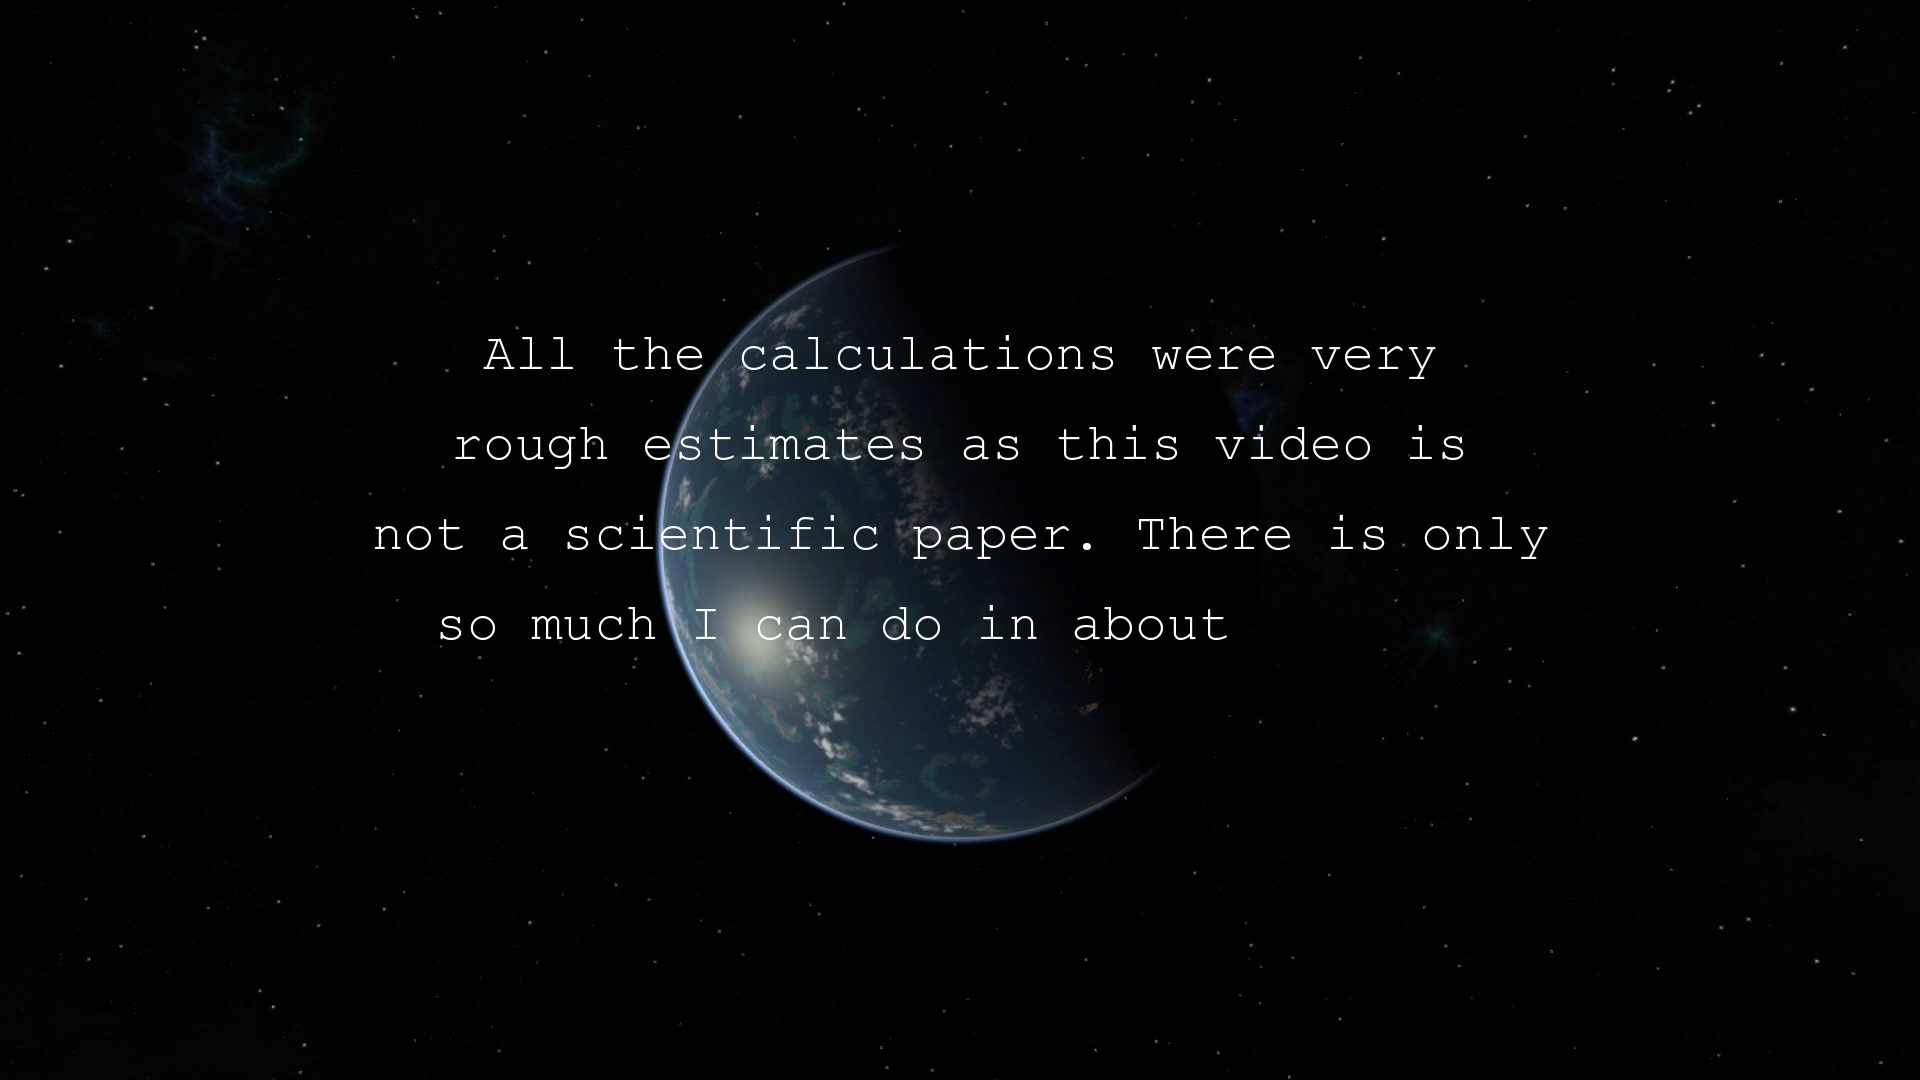 All the calculations were very
rough estimates as this video is
not a scientific paper. There is only
so much I can do in about